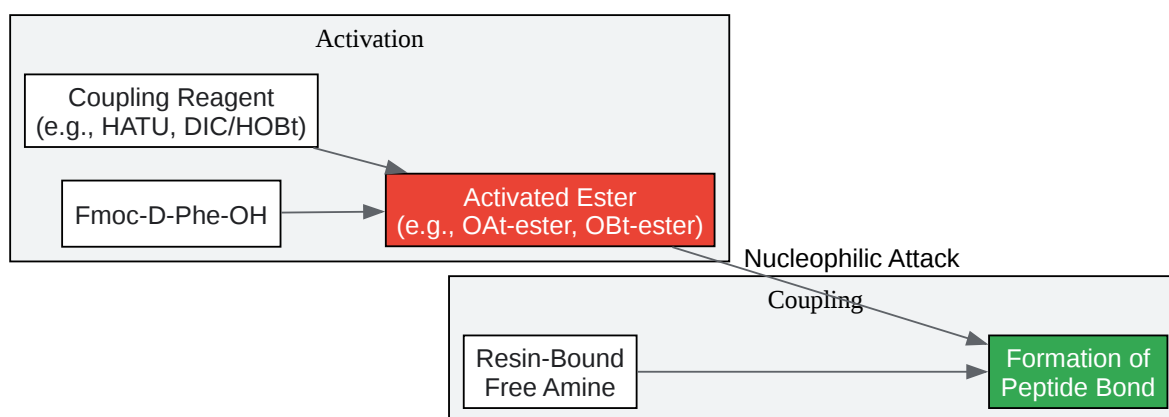 Activation
Coupling Reagent
(e.g., HATU, DIC/HOBt)
Fmoc-D-Phe-OH
Activated Ester
(e.g., OAt-ester, OBt-ester)
Nucleophilic Attack
Coupling
Resin-Bound
Free Amine
Formation of
Peptide Bond